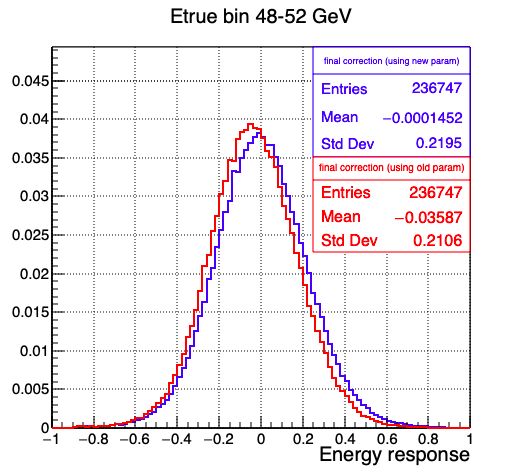 Etrue bin 48-52 GeV
final correction (using new param)
Entries 236747
Mean −0.0001452
Std Dev 0.2195
final correction (using old param)
Entries 236747
Mean −0.03587
Std Dev 0.2106
0.045
0.04
0.035
0.03
0.025
0.02
0.015
0.01
0.005
0
−1 −0.8 −0.6 −0.4 −0.2 0 0.2 0.4 0.6 0.8 1
Energy response